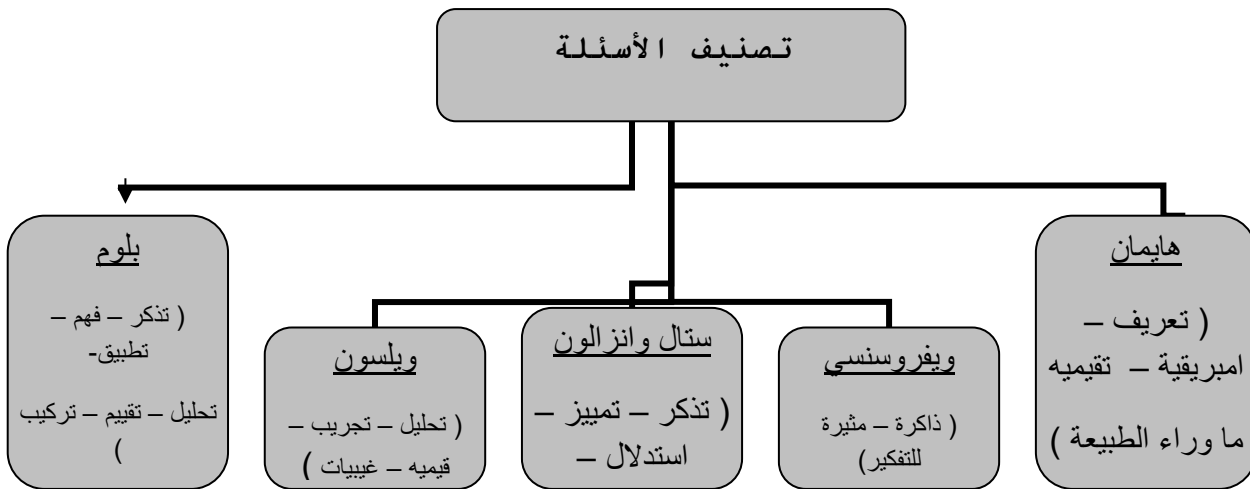 تصنيف الأسئلة
هايمان
( تعريف –
امبريقية – تقيميه
ما وراء الطبيعة )
ويفروسنسي
( ذاكرة – مثيرة
للتفكير)
ستال وانزالون
( تذكر – تمييز –
استدلال –
ويلسون
( تحليل – تجريب –
قيميه – غيبيات )
بلوم
( تذكر – فهم –
تطبيق-
تحليل – تقييم – تركيب
)